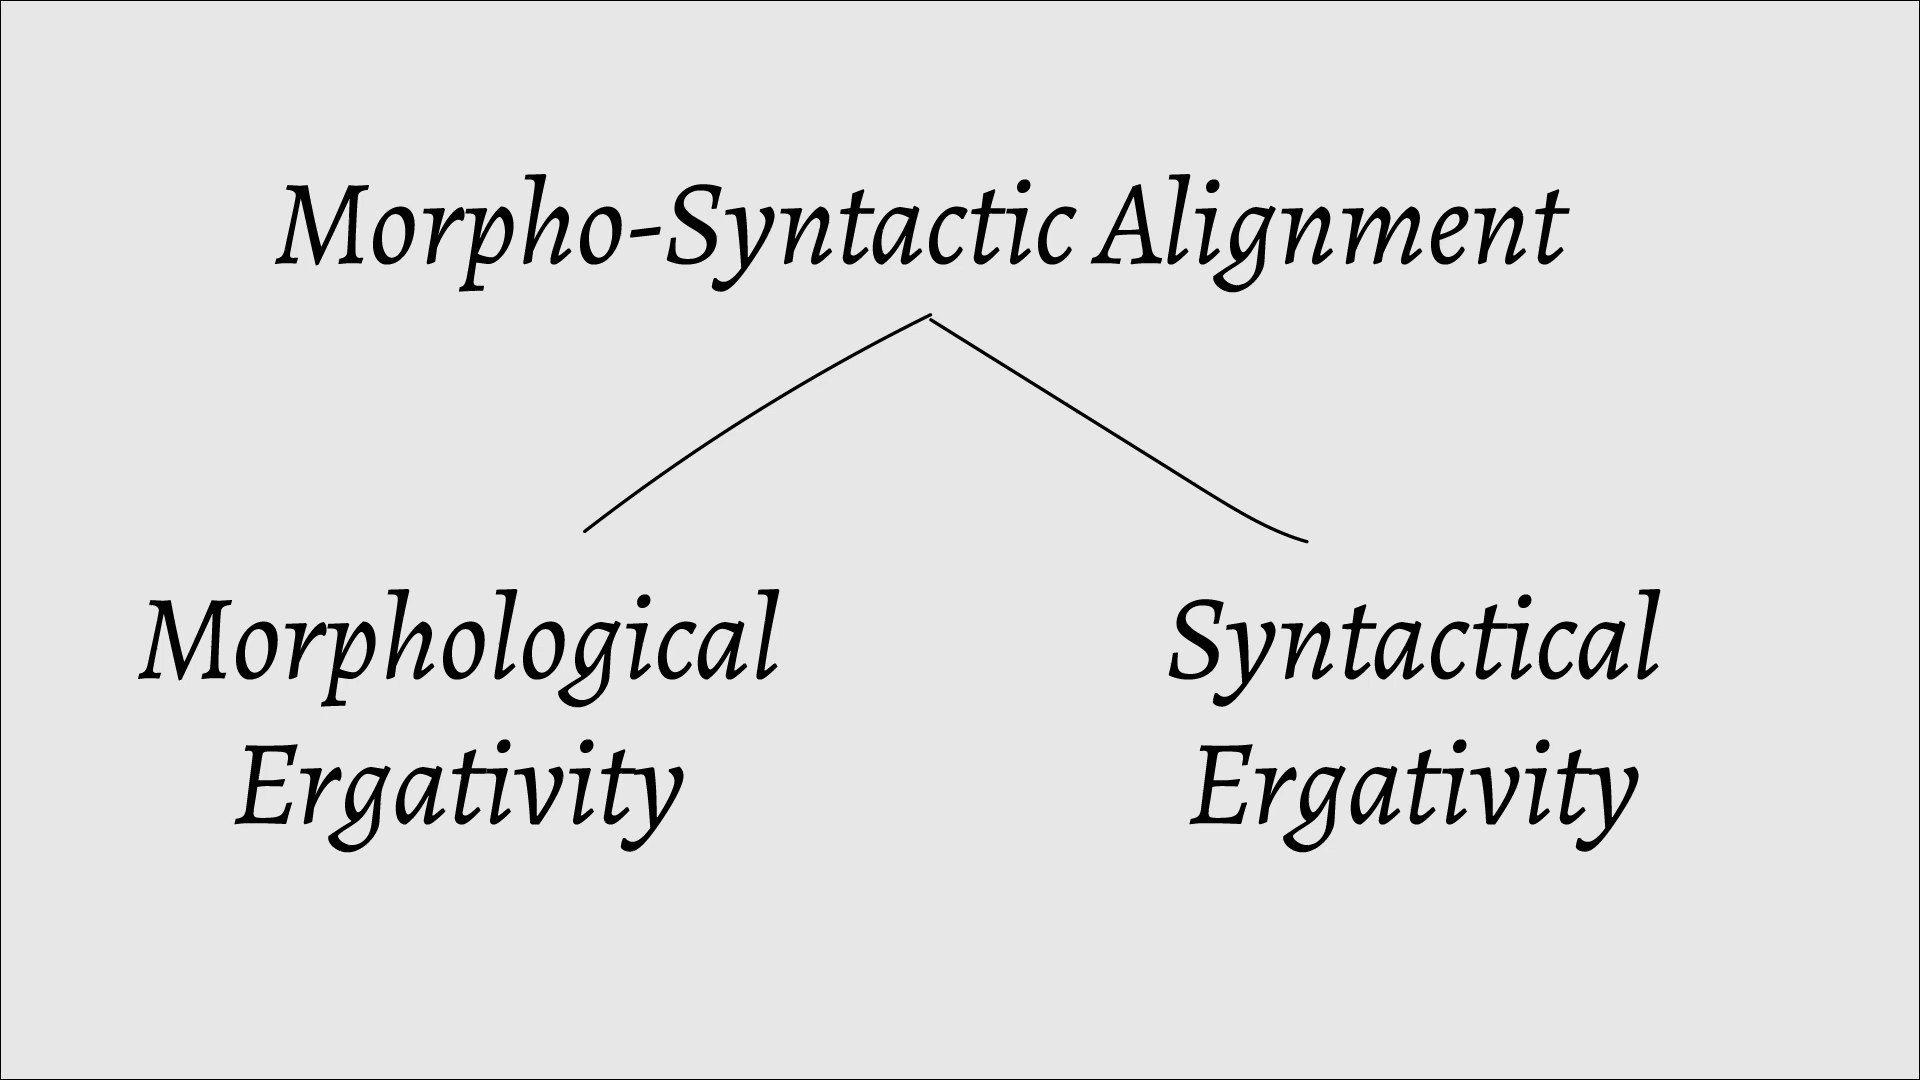 Morpho-Syntactic Alignment
Morphological
Ergativity
Syntactical
Ergativity